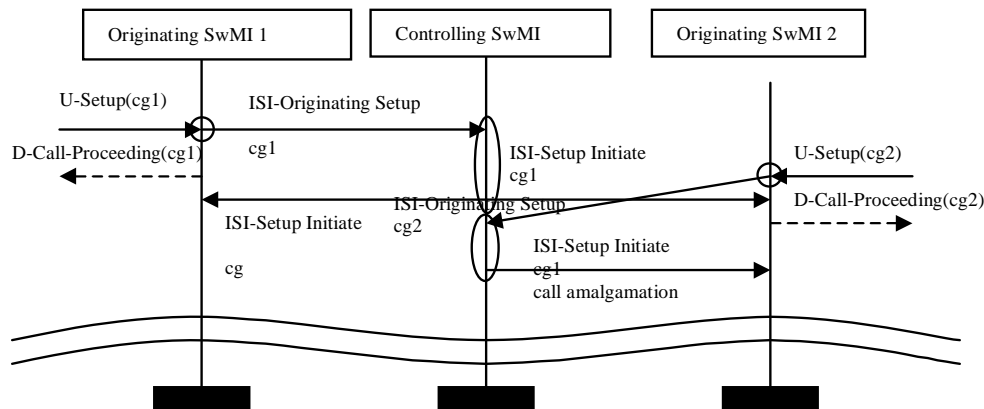 Originating SwMI 1
Controlling SwMI
Originating SwMI 2
U-Setup(cg1)
ISI-Originating Setup
cg1
D-Call-Proceeding(cg1)
ISI-Setup Initiate
cg1
U-Setup(cg2)
D-Call-Proceeding(cg2)
ISI-Originating Setup
cg2
ISI-Setup Initiate
cg
ISI-Setup Initiate
cg1
call amalgamation